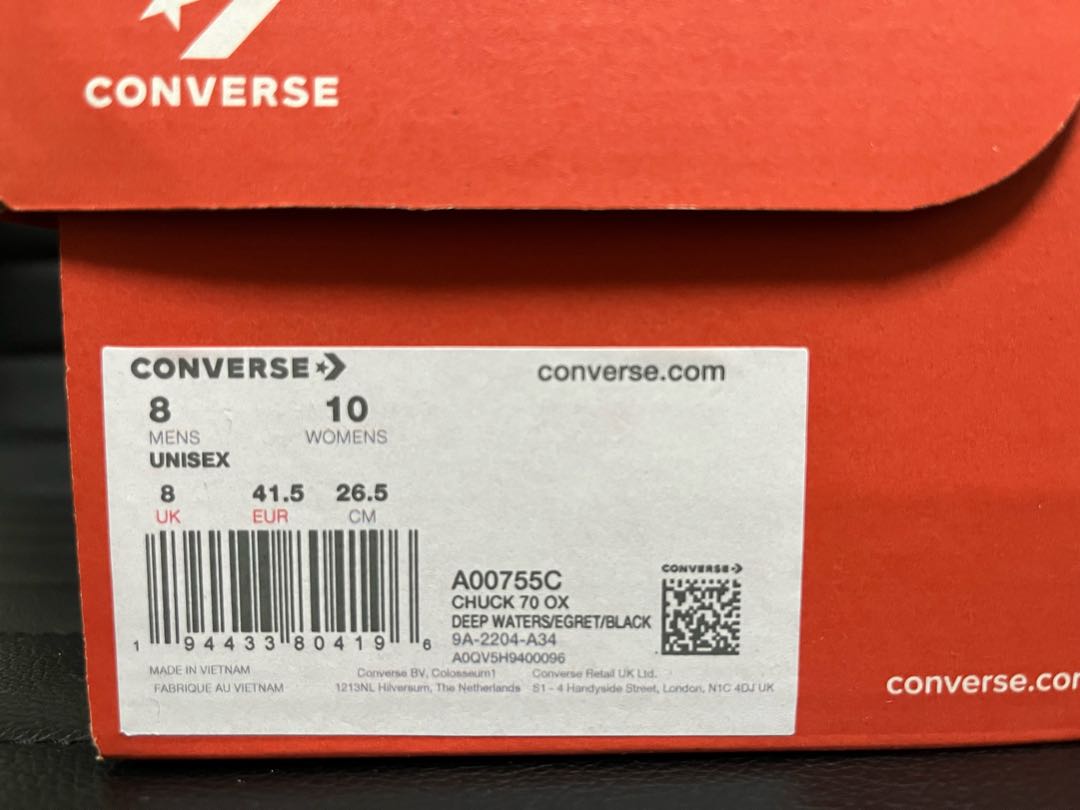 CONVERSE
CONVERSE
converse.com
8 10
MENS WOMENS
UNISEX
8 41.5 26.5
UK EUR CM
1 94433 80419 6
CONVERSE
A00755C
CHUCK 70 OX
DEEP WATERS/EGRET/BLACK
9A-2204-A34
A0QV5H9400096
MADE IN VIETNAM
FABRIQUE AU VIETNAM
Converse BV, Colosseum1
1213NL Hilversum, The Netherlands
Converse Retail UK Ltd.
S1 - 4 Handyside Street, London, N1C 4DJ UK
converse.com